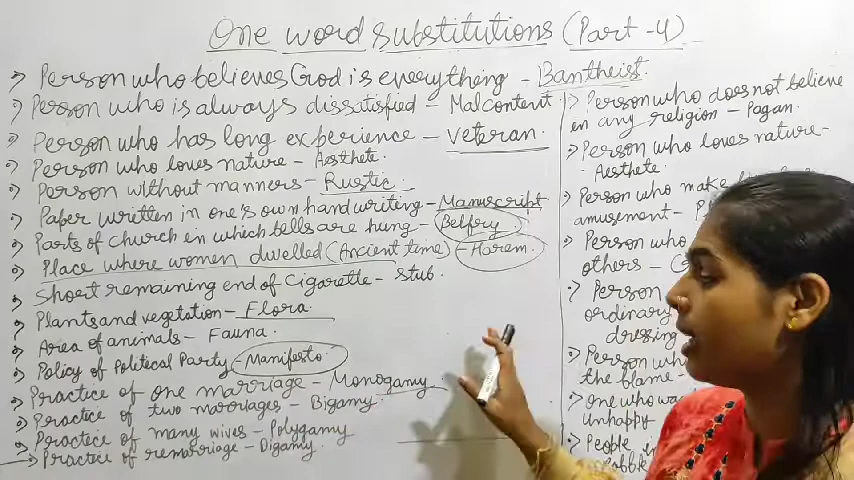 One word substitutions (Part-4)
Person who believes God is everything - Bantheist.
Person who is always dissatisfied - Malcontent
Person who has long experience - Veteran.
Person who loves nature - Aesthete.
Person without manners - Rustic.
Paper written in one's own handwriting - Manuscript
Parts of church in which tells are hung - Belfry
Place where women dwelled (Ancient time) - Harem.
Short remaining end of Cigarette - Stub.
Plants and vegetation - Flora.
Area of animals - Fauna.
Policy of Political Party - Manifesto.
Practice of one marriage - Monogamy.
Practice of two marriages - Bigamy.
Practice of many wives - Polygamy
Practice of remarriage - Digamy.
Person who does not believe
in any religion - Pagan.
Person who loves nature -
Aesthete
Person who make
amusement -
Person who
others -
Person
ordinary
dressing
Person who
the blame -
One who was
unhappy
People in